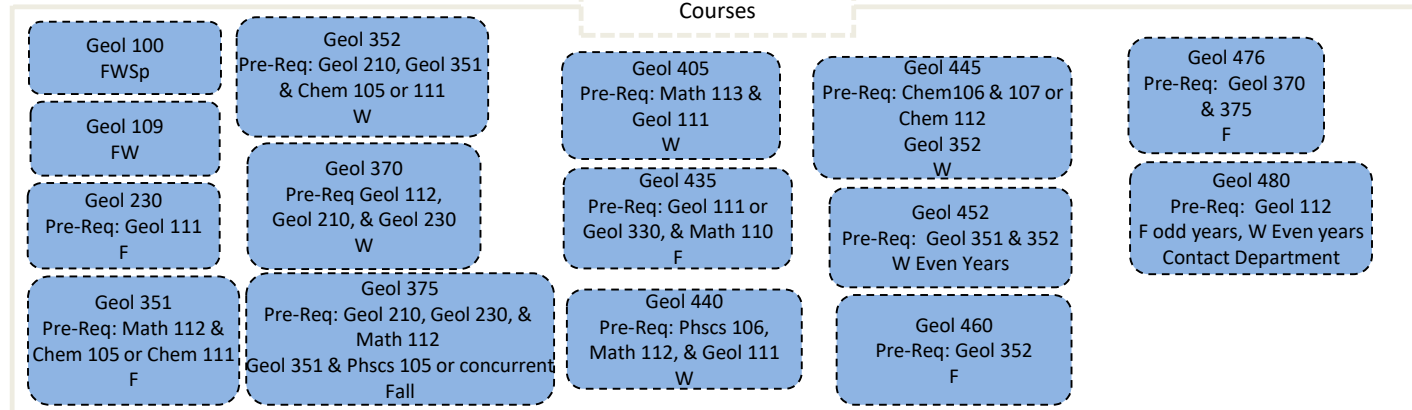 Courses
Geol 100
FWSp
Geol 109
FW
Geol 230
Pre-Req: Geol 111
F
Geol 351
Pre-Req: Math 112 &
Chem 105 or Chem 111
F
Geol 352
Pre-Req: Geol 210, Geol 351
& Chem 105 or 111
W
Geol 370
Pre-Req Geol 112,
Geol 210, & Geol 230
W
Geol 375
Pre-Req: Geol 210, Geol 230, &
Math 112
Geol 351 & Phscs 105 or concurrent
Fall
Geol 405
Pre-Req: Math 113 &
Geol 111
W
Geol 435
Pre-Req: Geol 111 or
Geol 330, & Math 110
F
Geol 440
Pre-Req: Phscs 106,
Math 112, & Geol 111
W
Geol 445
Pre-Req: Chem106 & 107 or
Chem 112
Geol 352
W
Geol 452
Pre-Req: Geol 351 & 352
W Even Years
Geol 460
Pre-Req: Geol 352
F
Geol 476
Pre-Req: Geol 370
& 375
F
Geol 480
Pre-Req: Geol 112
F odd years, W Even years
Contact Department